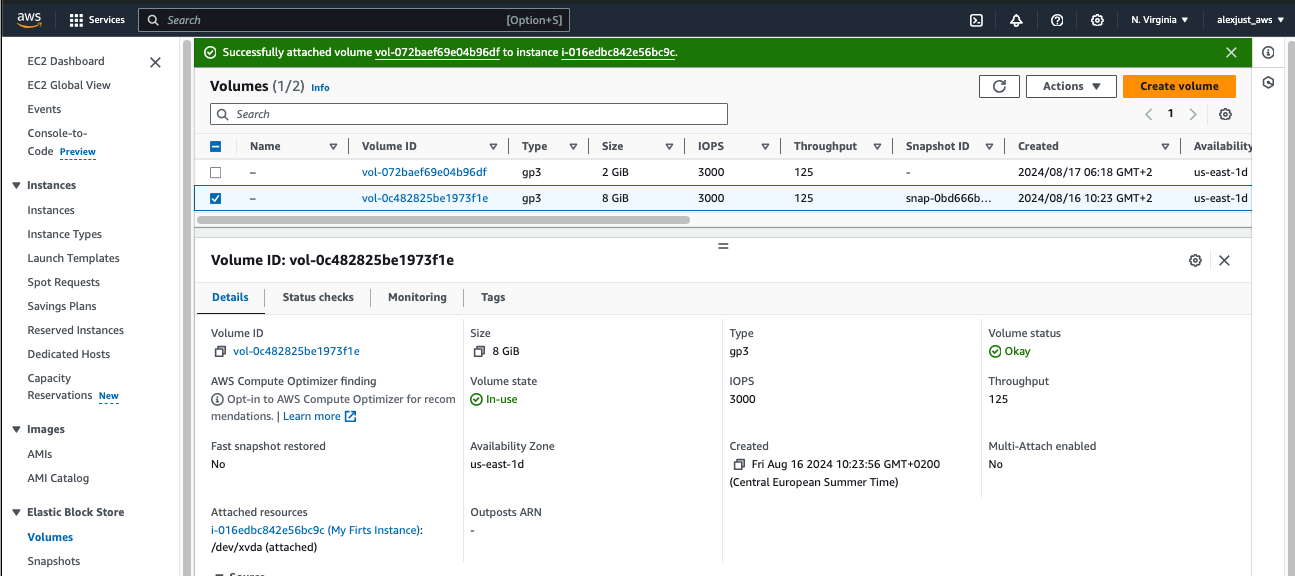 aws Services Search [Option+S] N. Virginia ▼ alexjust_aws ▼
EC2 Dashboard
EC2 Global View
Events
Console-to-
Code Preview
Instances
Instances
Instance Types
Launch Templates
Spot Requests
Savings Plans
Reserved Instances
Dedicated Hosts
Capacity
Reservations New
Images
AMIs
AMI Catalog
Elastic Block Store
Volumes
Snapshots
Successfully attached volume vol-072baef69e04b96df to instance i-016edbc842e56bc9c.
Volumes (1/2) Info
Actions ▼ Create volume
Search
1
Name Volume ID Type Size IOPS Throughput Snapshot ID Created Availability
– vol-072baef69e04b96df gp3 2 GiB 3000 125 - 2024/08/17 06:18 GMT+2 us-east-1d
– vol-0c482825be1973f1e gp3 8 GiB 3000 125 snap-0bd666b... 2024/08/16 10:23 GMT+2 us-east-1d
Volume ID: vol-0c482825be1973f1e
Details Status checks Monitoring Tags
Volume ID
vol-0c482825be1973f1e
AWS Compute Optimizer finding
Opt-in to AWS Compute Optimizer for recom
mendations. | Learn more
Fast snapshot restored
No
Attached resources
i-016edbc842e56bc9c (My Firts Instance):
/dev/xvda (attached)
Size
8 GiB
Volume state
In-use
Availability Zone
us-east-1d
Outposts ARN
-
Type
gp3
IOPS
3000
Created
Fri Aug 16 2024 10:23:56 GMT+0200
(Central European Summer Time)
Volume status
Okay
Throughput
125
Multi-Attach enabled
No